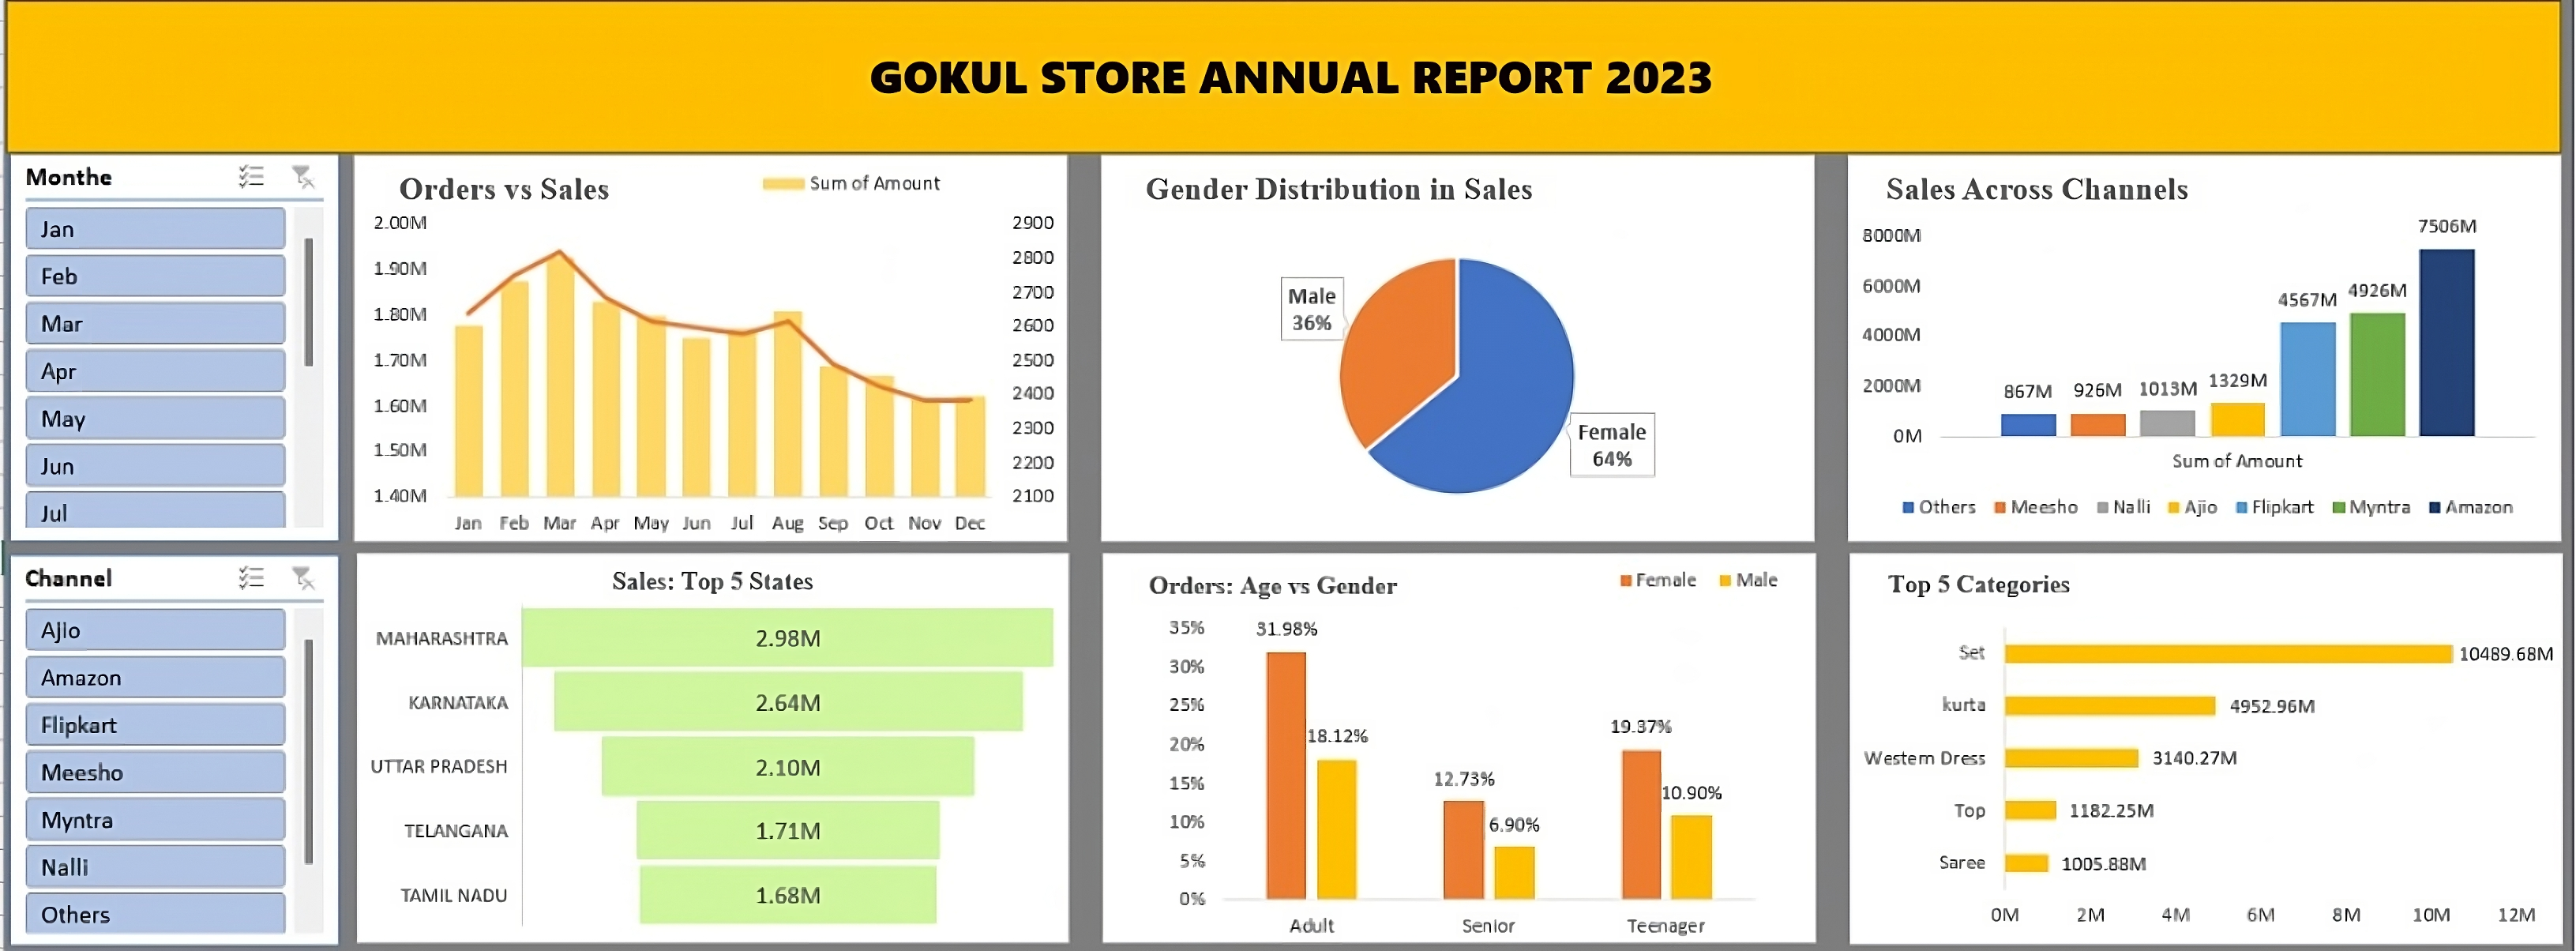 GOKUL STORE ANNUAL REPORT 2023
Monthe
Jan
Feb
Mar
Apr
May
Jun
Jul
Channel
Ajio
Amazon
Flipkart
Meesho
Myntra
Nalli
Others
Orders vs Sales
Sum of Amount
2.00M
1.90M
1.80M
1.70M
1.60M
1.50M
1.40M
2900
2800
2700
2600
2500
2400
2300
2200
2100
Jan Feb Mar Apr May Jun Jul Aug Sep Oct Nov Dec
Gender Distribution in Sales
Male
36%
Female
64%
Sales Across Channels
8000M
6000M
4000M
2000M
0M
867M 926M 1013M 1329M 4567M 4926M 7506M
Sum of Amount
Others Meesho Nalli Ajio Flipkart Myntra Amazon
Sales: Top 5 States
MAHARASHTRA 2.98M
KARNATAKA 2.64M
UTTAR PRADESH 2.10M
TELANGANA 1.71M
TAMIL NADU 1.68M
Orders: Age vs Gender
Female Male
35%
30%
25%
20%
15%
10%
5%
0%
31.98% 18.12% 12.73% 6.90% 19.37% 10.90%
Adult Senior Teenager
Top 5 Categories
Set 10489.68M
kurta 4952.96M
Western Dress 3140.27M
Top 1182.25M
Saree 1005.88M
0M 2M 4M 6M 8M 10M 12M